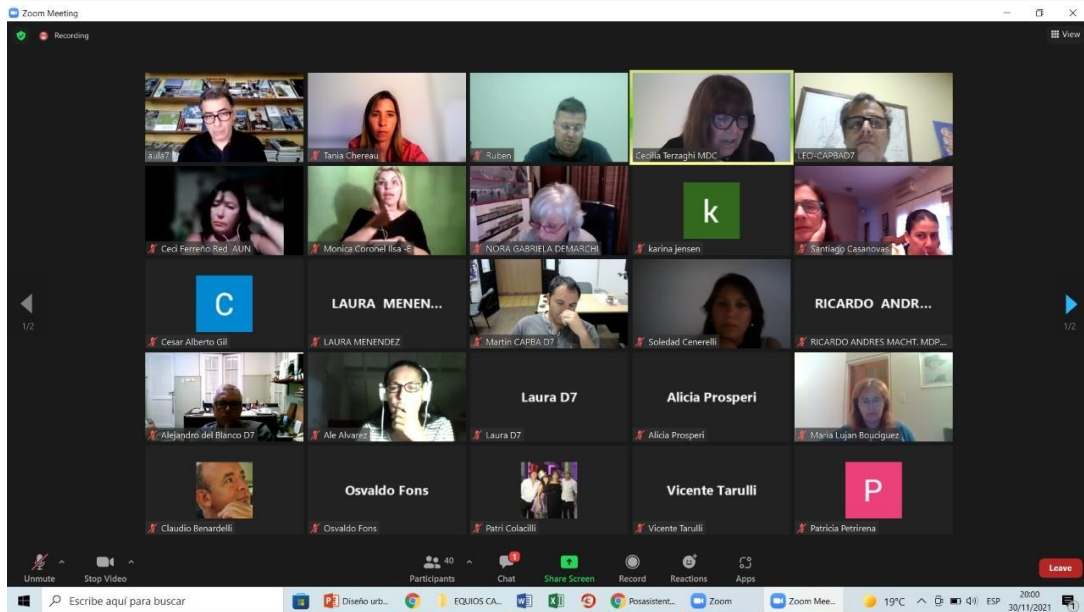 Zoom Meeting
Recording
View
aula7
Tania Chereau
Ruben
Cecilia Terzaghi MDC
LEO-CAPBAD7
Ceci Ferreño Red AUN
Monica Coronel Ilsa -E
NORA GABRIELA DEMARCHI
k
karina jensen
Santiago Casanovas
1/2
C
Cesar Alberto Gil
LAURA MENEN...
LAURA MENENDEZ
Martin CAPBA D7
Soledad Cenerelli
RICARDO ANDR...
RICARDO ANDRES MACHT. MDP...
1/2
Alejandro del Blanco D7
Ale Alvarez
Laura D7
Laura D7
Alicia Prosperi
Alicia Prosperi
Maria Lujan Bouciguez
Claudio Benardelli
Osvaldo Fons
Osvaldo Fons
Patri Colacilli
Vicente Tarulli
Vicente Tarulli
P
Patricia Petrirena
Unmute
Stop Video
40
Participants
1
Chat
Share Screen
Record
Reactions
Apps
Leave
Escribe aquí para buscar
Diseño urb...
EQUIOS CA...
Posasistent...
Zoom
Zoom Mee...
19°C
ESP
20:00
30/11/2021